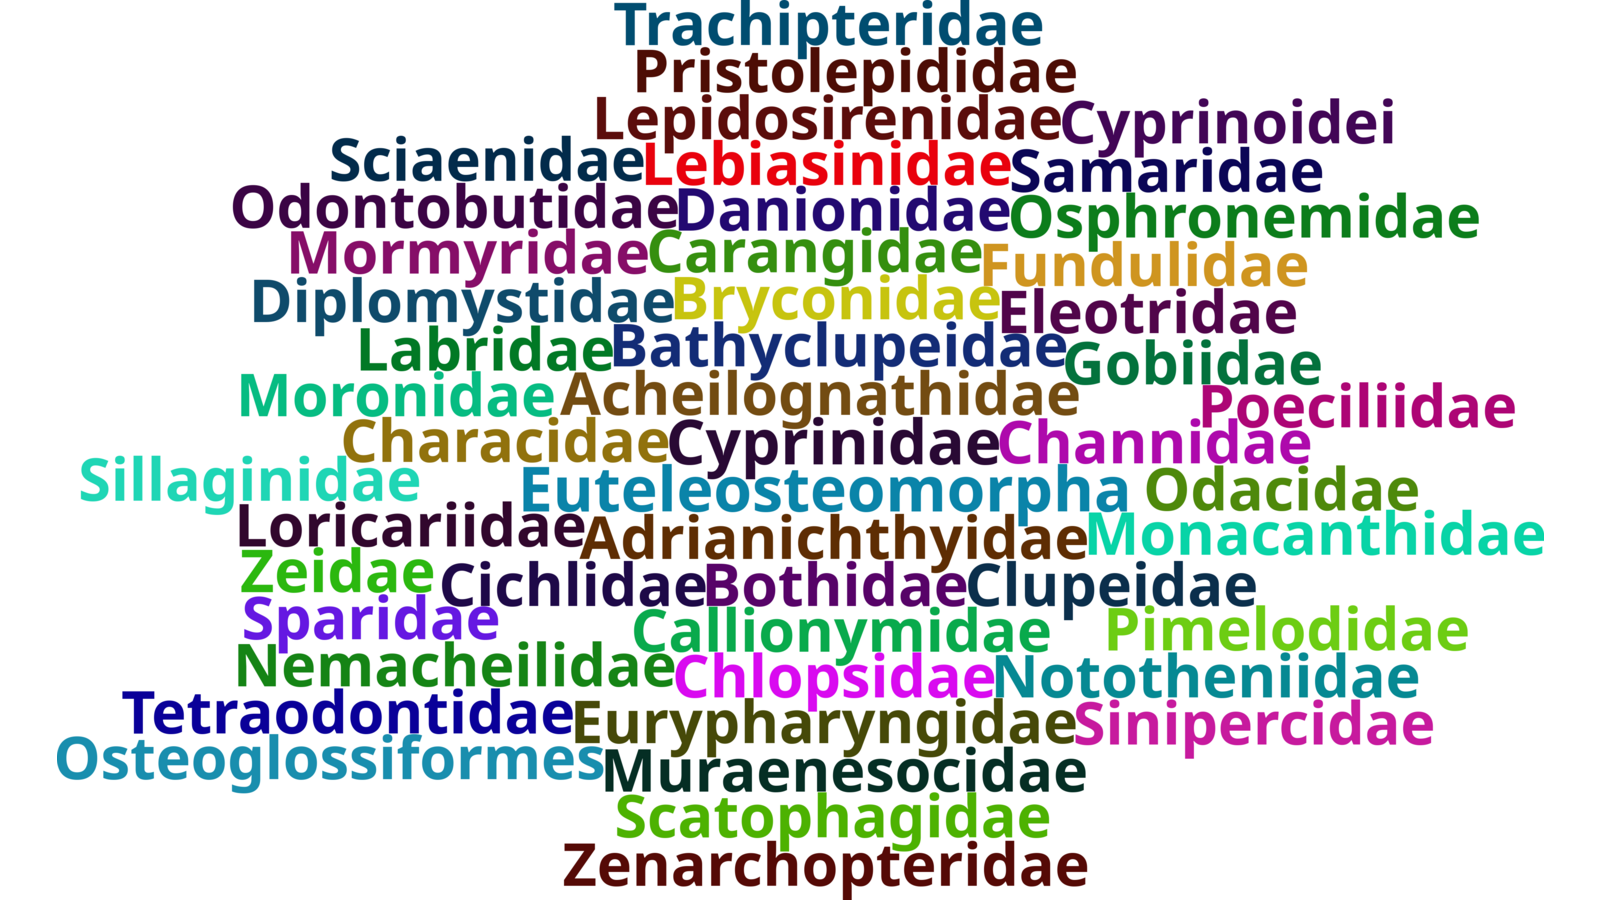 Trachipteridae
Pristolepididae
Lepidosirenidae Cyprinoidei
Sciaenidae Lebiasinidae Samaridae
Odontobutidae Danionidae Osphronemidae
Mormyridae Carangidae Fundulidae
Diplomystidae Bryconidae Eleotridae
Labridae Bathyclupeidae Gobiidae
Moronidae Acheilognathidae Poeciliidae
Characidae Cyprinidae Channidae
Sillaginidae Euteleosteomorpha Odacidae
Loricariidae Adrianichthyidae Monacanthidae
Zeidae Cichlidae Bothidae Clupeidae
Sparidae Callionymidae Pimelodidae
Nemacheilidae Chlopsidae Nototheniidae
Tetraodontidae Eurypharyngidae Sinipercidae
Osteoglossiformes Muraenesocidae
Scatophagidae
Zenarchopteridae